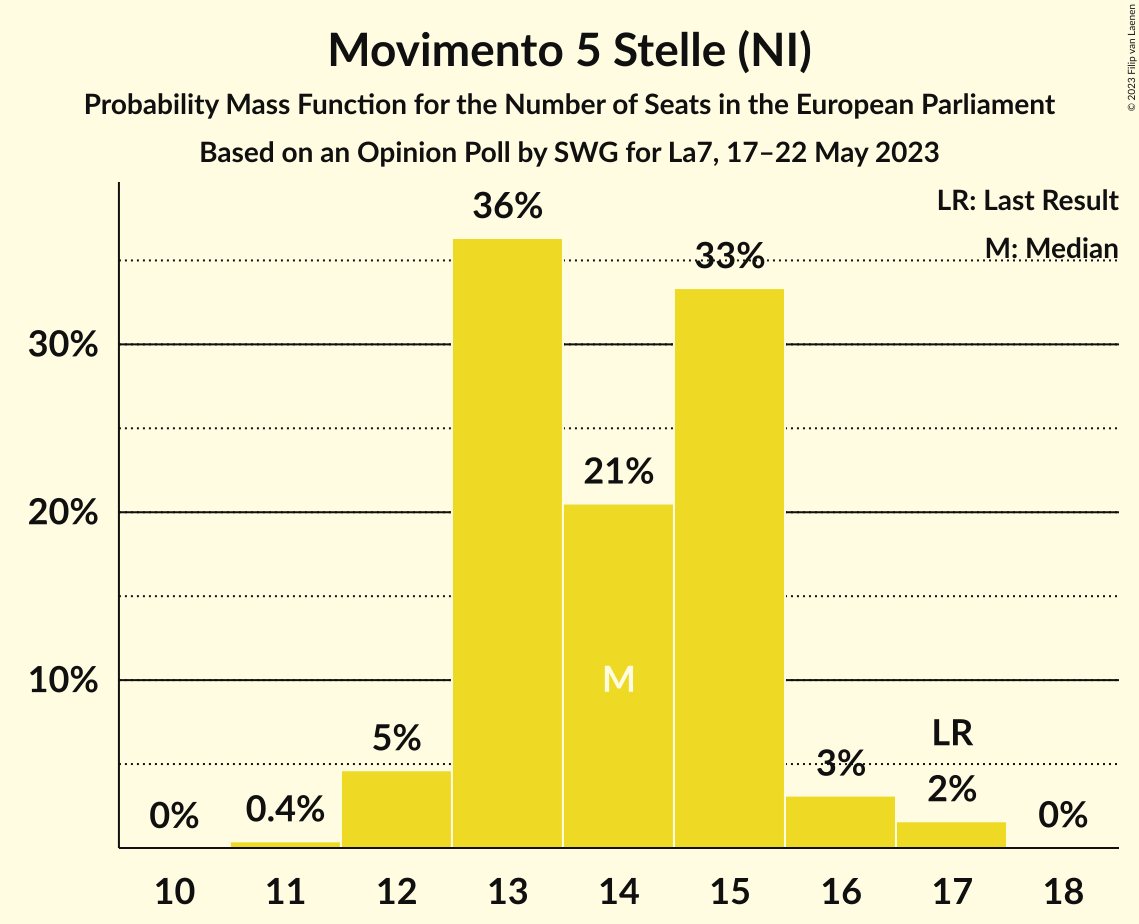 Movimento 5 Stelle (NI)
Probability Mass Function for the Number of Seats in the European Parliament
Based on an Opinion Poll by SWG for La7, 17–22 May 2023
© 2023 Filip van Laenen
LR: Last Result
M: Median
36%
33%
30%
21%
20%
10%
M
LR
5%
3%
2%
0%
0.4%
0%
10 11 12 13 14 15 16 17 18